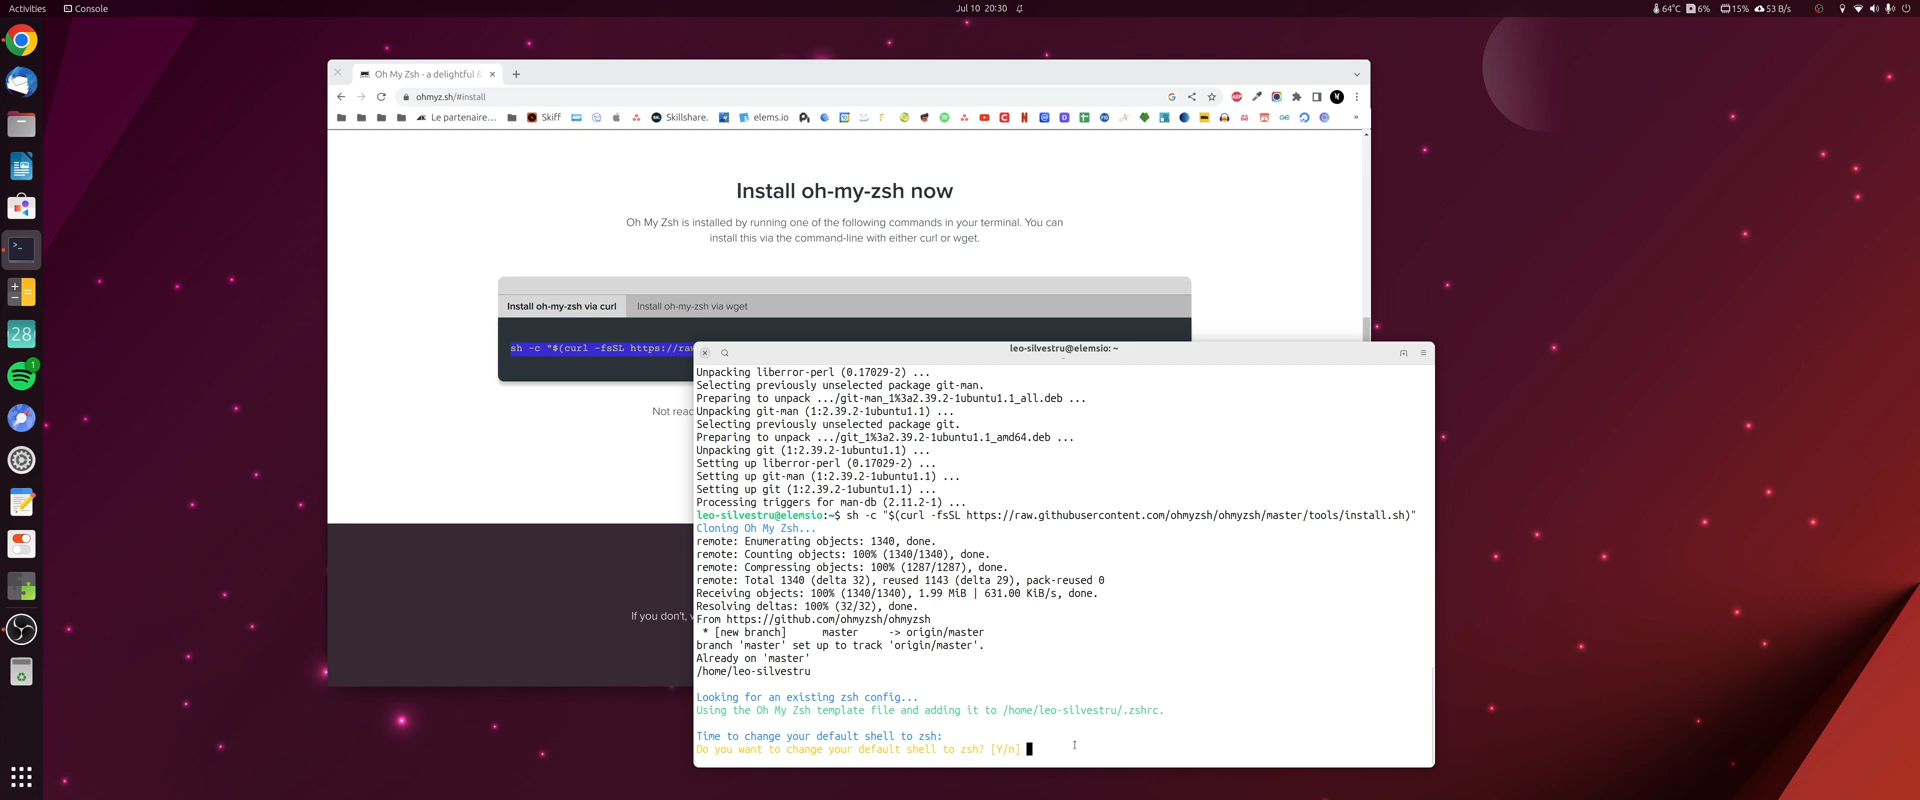 Activities
Console
Jul 10 20:30
64°C
6%
15%
53 B/s
Oh My Zsh - a delightful &
ohmyz.sh/#install
Le partenaire...
Skiff
Skillshare.
elems.io
Install oh-my-zsh now
Oh My Zsh is installed by running one of the following commands in your terminal. You can
install this via the command-line with either curl or wget.
Install oh-my-zsh via curl
Install oh-my-zsh via wget
sh -c "$(curl -fsSL https://raw
Not read
If you don't,
28
1
leo-silvestru@elemsio: ~
Unpacking liberror-perl (0.17029-2) ...
Selecting previously unselected package git-man.
Preparing to unpack .../git-man_1%3a2.39.2-1ubuntu1.1_all.deb ...
Unpacking git-man (1:2.39.2-1ubuntu1.1) ...
Selecting previously unselected package git.
Preparing to unpack .../git_1%3a2.39.2-1ubuntu1.1_amd64.deb ...
Unpacking git (1:2.39.2-1ubuntu1.1) ...
Setting up liberror-perl (0.17029-2) ...
Setting up git-man (1:2.39.2-1ubuntu1.1) ...
Setting up git (1:2.39.2-1ubuntu1.1) ...
Processing triggers for man-db (2.11.2-1) ...
leo-silvestru@elemsio:~$ sh -c "$(curl -fsSL https://raw.githubusercontent.com/ohmyzsh/ohmyzsh/master/tools/install.sh)"
Cloning Oh My Zsh...
remote: Enumerating objects: 1340, done.
remote: Counting objects: 100% (1340/1340), done.
remote: Compressing objects: 100% (1287/1287), done.
remote: Total 1340 (delta 32), reused 1143 (delta 29), pack-reused 0
Receiving objects: 100% (1340/1340), 1.99 MiB | 631.00 KiB/s, done.
Resolving deltas: 100% (32/32), done.
From https://github.com/ohmyzsh/ohmyzsh
* [new branch]      master     -> origin/master
branch 'master' set up to track 'origin/master'.
Already on 'master'
/home/leo-silvestru
Looking for an existing zsh config...
Using the Oh My Zsh template file and adding it to /home/leo-silvestru/.zshrc.
Time to change your default shell to zsh:
Do you want to change your default shell to zsh? [Y/n]